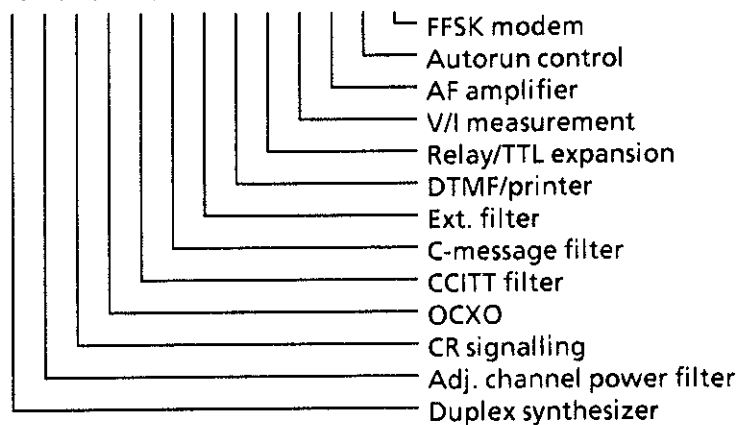 FFSK modem
Autorun control
AF amplifier
V/I measurement
Relay/TTL expansion
DTMF/printer
Ext. filter
C-message filter
CCITT filter
OCXO
CR signalling
Adj. channel power filter
Duplex synthesizer